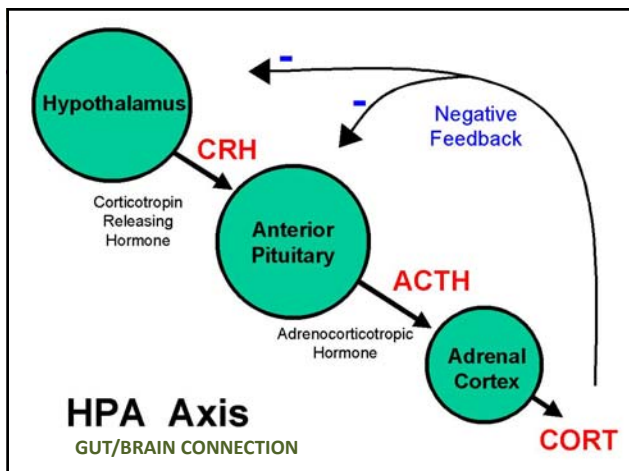 Hypothalamus
-
-
Negative
Feedback
CRH
Corticotropin
Releasing
Hormone
Anterior
Pituitary
ACTH
Adrenocorticotropic
Hormone
Adrenal
Cortex
CORT
HPA Axis
GUT/BRAIN CONNECTION